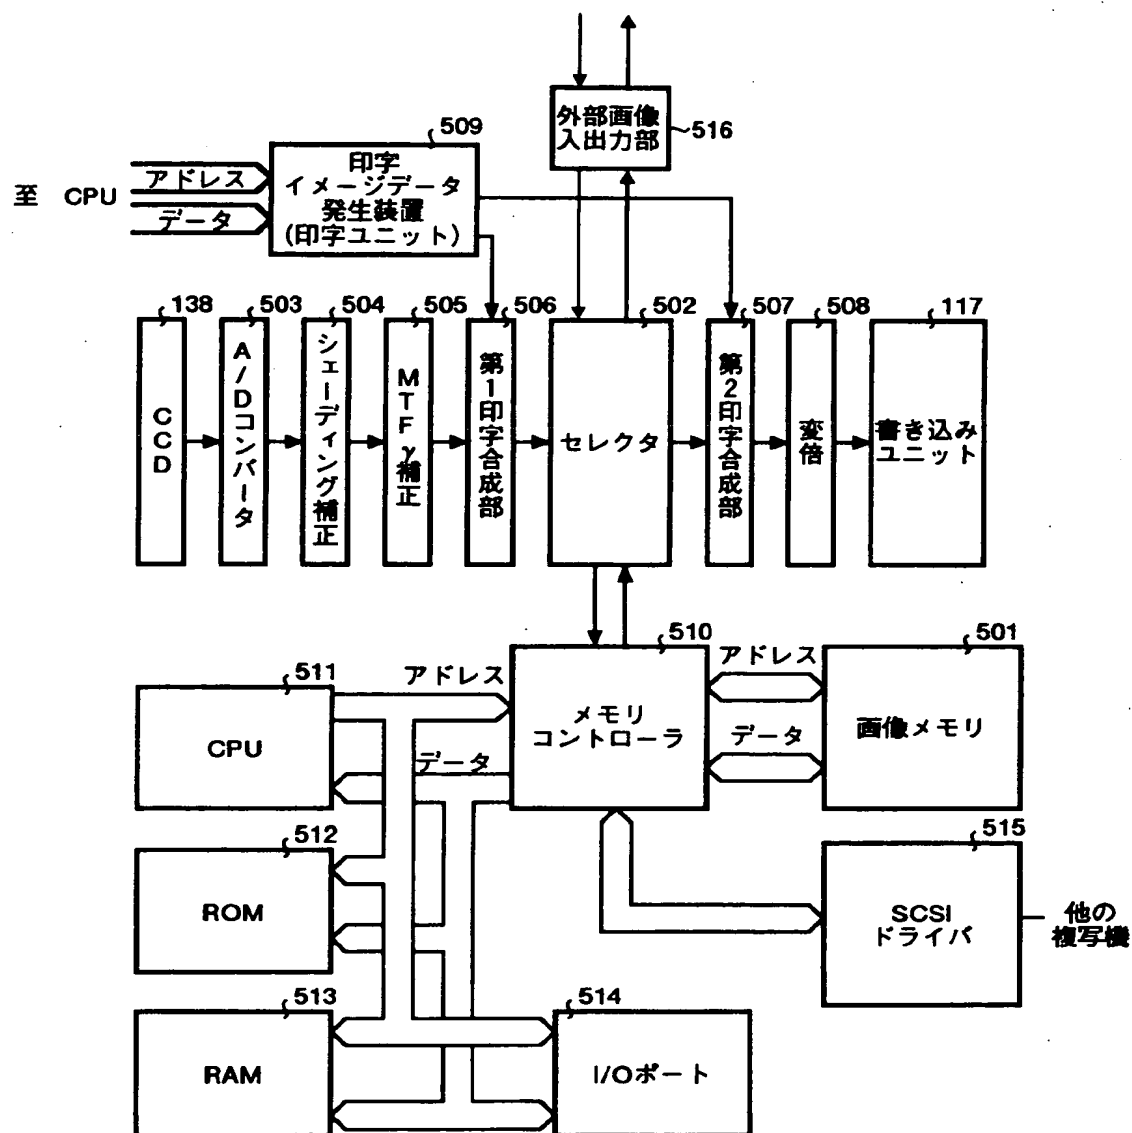 外部画像
入出力部
516
509
印字
イメージデータ
発生装置
(印字ユニット)
至 CPU
アドレス
データ
138
503
504
505
506
502
507
508
117
CCD
A/Dコンバータ
シェーディング補正
MTFγ補正
第1印字合成部
セレクタ
第2印字合成部
変倍
書き込み
ユニット
510
501
511
アドレス
アドレス
CPU
メモリ
コントローラ
データ
画像メモリ
データ
512
515
ROM
SCSI
ドライバ
他の
複写機
513
514
RAM
I/Oポート